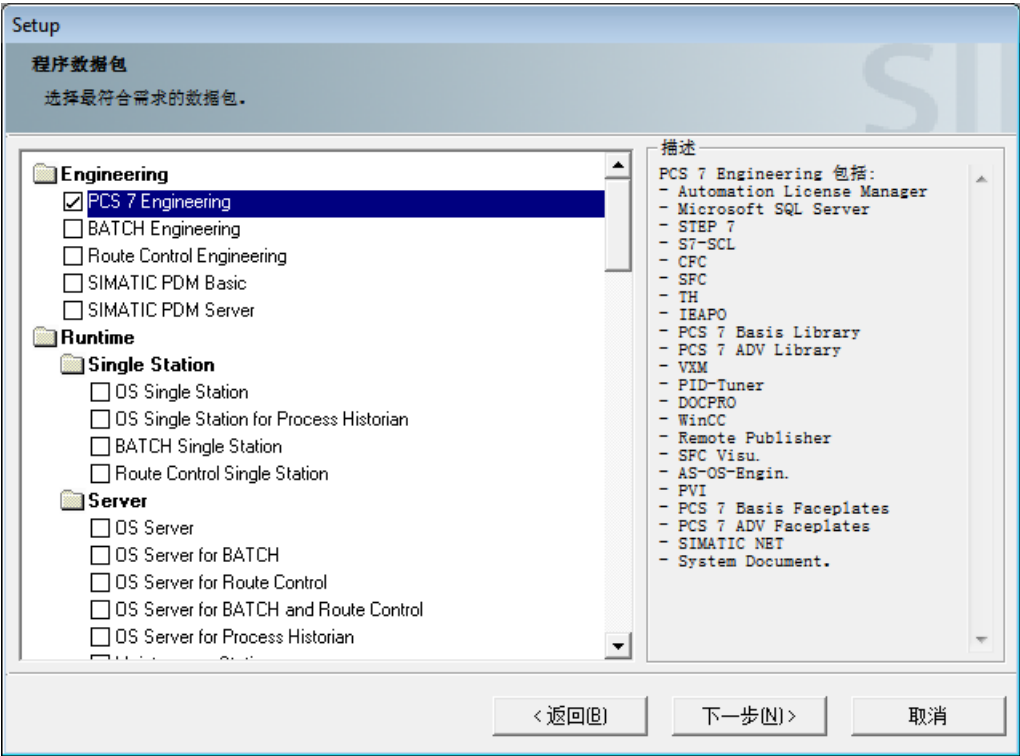 Setup
程序数据包
选择最符合需求的数据包.
SI
Engineering
PCS 7 Engineering
BATCH Engineering
Route Control Engineering
SIMATIC PDM Basic
SIMATIC PDM Server
Runtime
Single Station
OS Single Station
OS Single Station for Process Historian
BATCH Single Station
Route Control Single Station
Server
OS Server
OS Server for BATCH
OS Server for Route Control
OS Server for BATCH and Route Control
OS Server for Process Historian
描述
PCS 7 Engineering 包括:
- Automation License Manager
- Microsoft SQL Server
- STEP 7
- S7-SCL
- CFC
- SFC
- TH
- IEAPO
- PCS 7 Basis Library
- PCS 7 ADV Library
- VXM
- PID-Tuner
- DOCPRO
- WinCC
- Remote Publisher
- SFC Visu.
- AS-OS-Engin.
- PVI
- PCS 7 Basis Faceplates
- PCS 7 ADV Faceplates
- SIMATIC NET
- System Document.
<返回(B)
下一步(N)>
取消